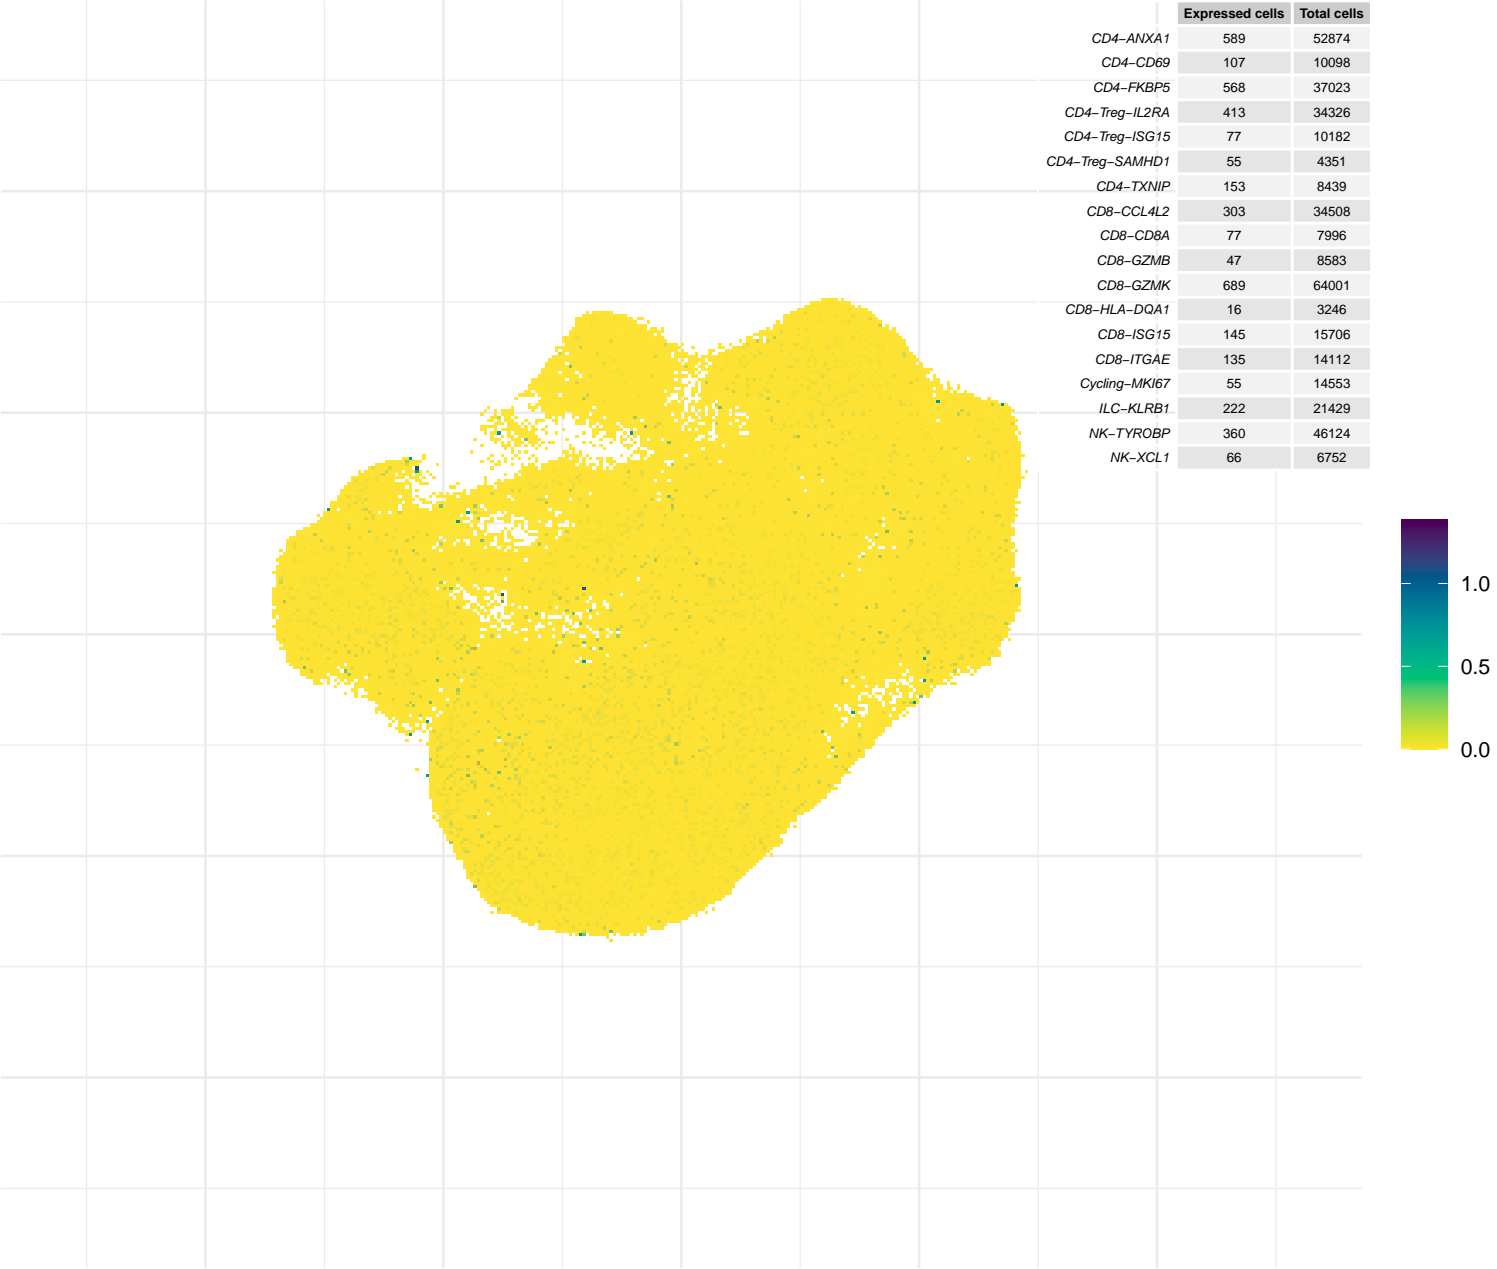 Expressed cells Total cells
CD4−ANXA1 589 52874
CD4−CD69 107 10098
CD4−FKBP5 568 37023
CD4−Treg−IL2RA 413 34326
CD4−Treg−ISG15 77 10182
CD4−Treg−SAMHD1 55 4351
CD4−TXNIP 153 8439
CD8−CCL4L2 303 34508
CD8−CD8A 77 7996
CD8−GZMB 47 8583
CD8−GZMK 689 64001
CD8−HLA−DQA1 16 3246
CD8−ISG15 145 15706
CD8−ITGAE 135 14112
Cycling−MKI67 55 14553
ILC−KLRB1 222 21429
NK−TYROBP 360 46124
NK−XCL1 66 6752
1.0
0.5
0.0